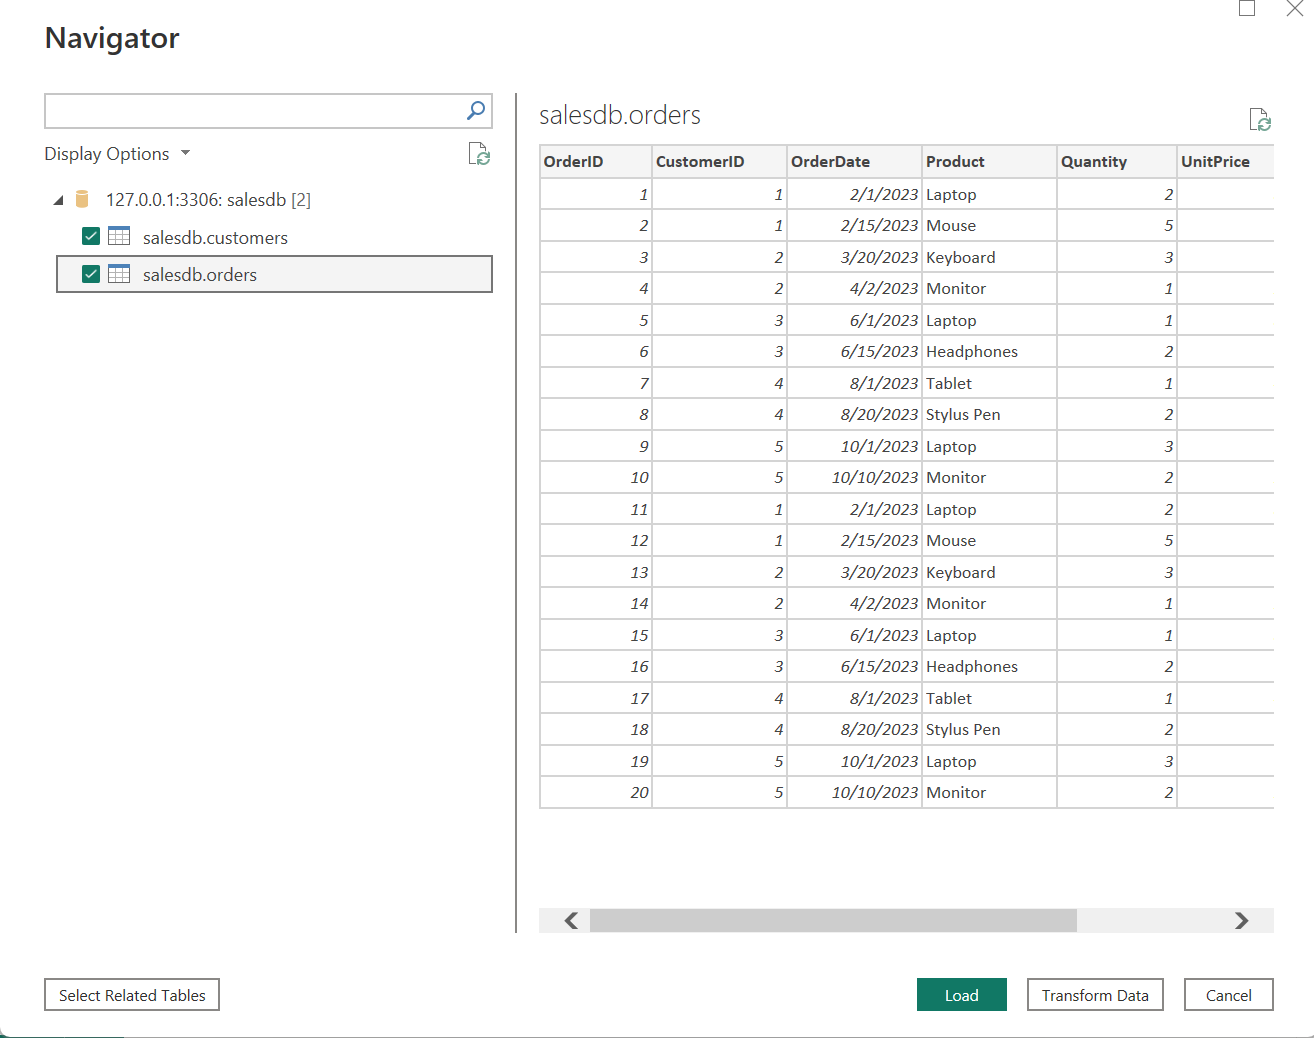 Navigator
Display Options
127.0.0.1:3306: salesdb [2]
salesdb.customers
salesdb.orders
salesdb.orders
OrderID CustomerID OrderDate Product Quantity UnitPrice
1 1 2/1/2023 Laptop 2
2 1 2/15/2023 Mouse 5
3 2 3/20/2023 Keyboard 3
4 2 4/2/2023 Monitor 1
5 3 6/1/2023 Laptop 1
6 3 6/15/2023 Headphones 2
7 4 8/1/2023 Tablet 1
8 4 8/20/2023 Stylus Pen 2
9 5 10/1/2023 Laptop 3
10 5 10/10/2023 Monitor 2
11 1 2/1/2023 Laptop 2
12 1 2/15/2023 Mouse 5
13 2 3/20/2023 Keyboard 3
14 2 4/2/2023 Monitor 1
15 3 6/1/2023 Laptop 1
16 3 6/15/2023 Headphones 2
17 4 8/1/2023 Tablet 1
18 4 8/20/2023 Stylus Pen 2
19 5 10/1/2023 Laptop 3
20 5 10/10/2023 Monitor 2
Select Related Tables
Load
Transform Data
Cancel